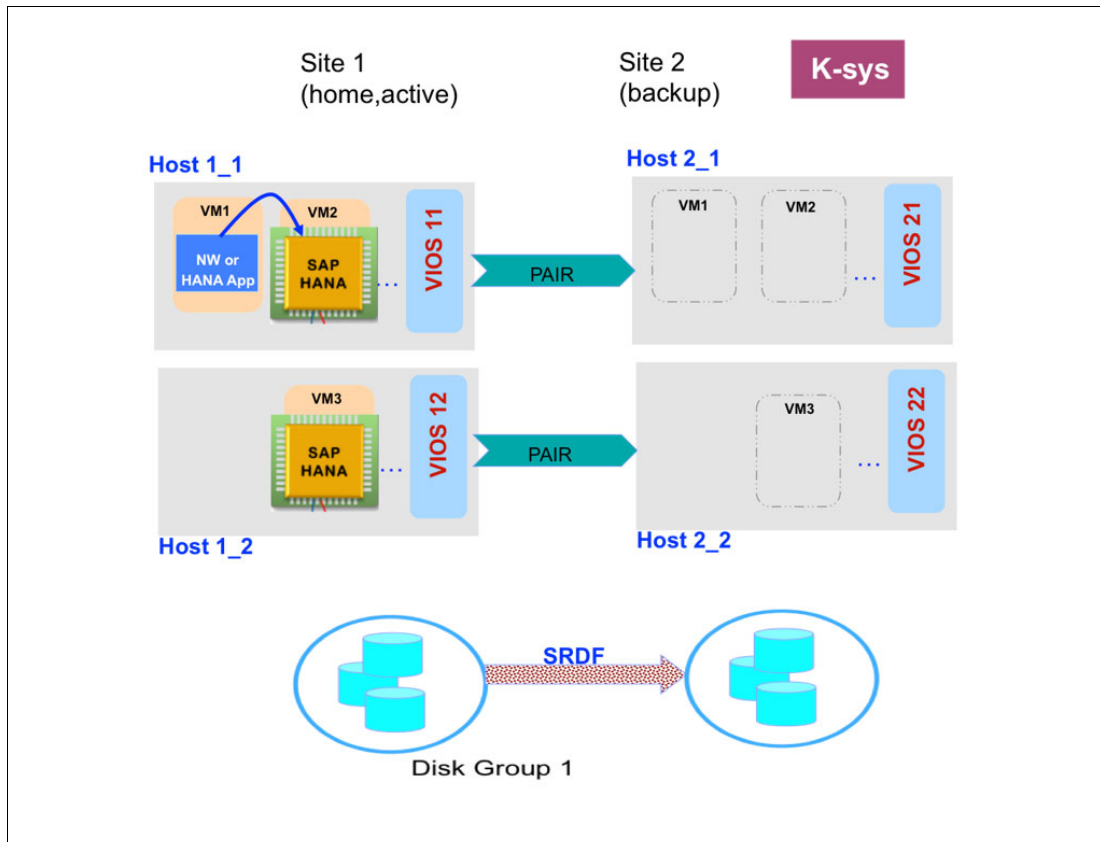 Site 1
(home,active)
Site 2
(backup)
K-sys
Host 1_1
VM1
NW or
HANA App
VM2
SAP
HANA
...
VIOS 11
PAIR
Host 2_1
VM1
VM2
...
VIOS 21
VM3
SAP
HANA
...
VIOS 12
Host 1_2
PAIR
VM3
...
VIOS 22
Host 2_2
SRDF
Disk Group 1